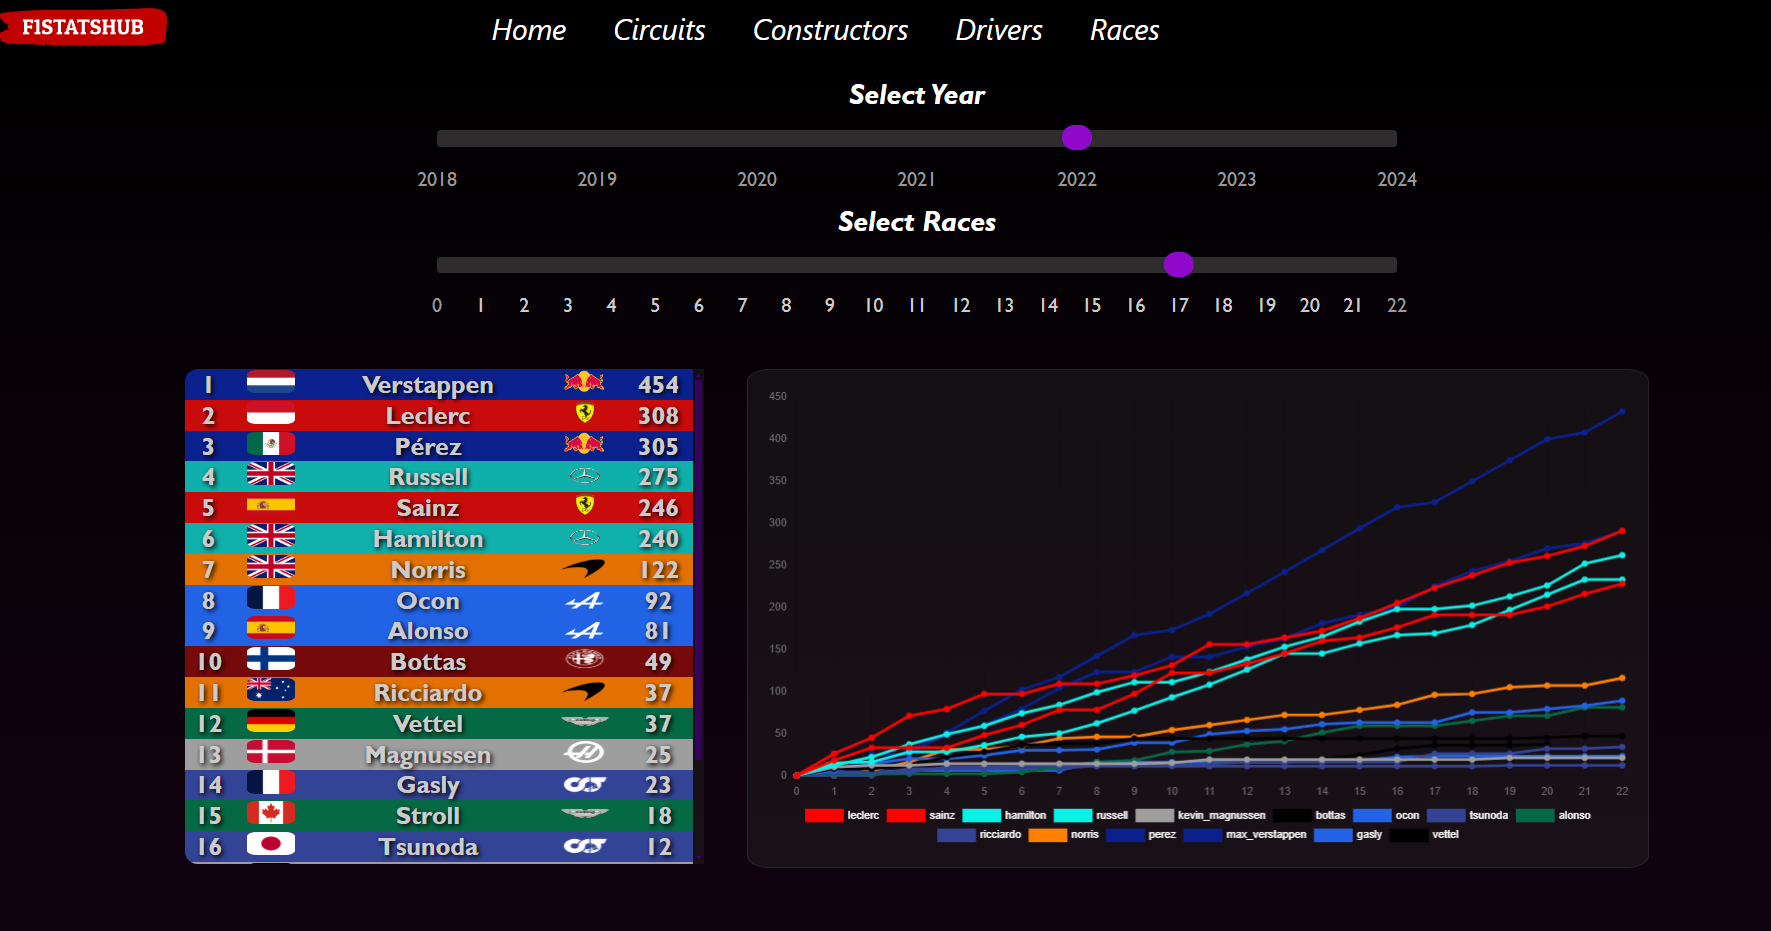 F1STATSHUB
Home Circuits Constructors Drivers Races
Select Year
2018 2019 2020 2021 2022 2023 2024
Select Races
0 1 2 3 4 5 6 7 8 9 10 11 12 13 14 15 16 17 18 19 20 21 22
1 Verstappen 454
2 Leclerc 308
3 Pérez 305
4 Russell 275
5 Sainz 246
6 Hamilton 240
7 Norris 122
8 Ocon 92
9 Alonso 81
10 Bottas 49
11 Ricciardo 37
12 Vettel 37
13 Magnussen 25
14 Gasly 23
15 Stroll 18
16 Tsunoda 12
450
400
350
300
250
200
150
100
50
0
0 1 2 3 4 5 6 7 8 9 10 11 12 13 14 15 16 17 18 19 20 21 22
leclerc sainz hamilton russell kevin_magnussen bottas ocon tsunoda alonso
ricciardo norris perez max_verstappen gasly vettel